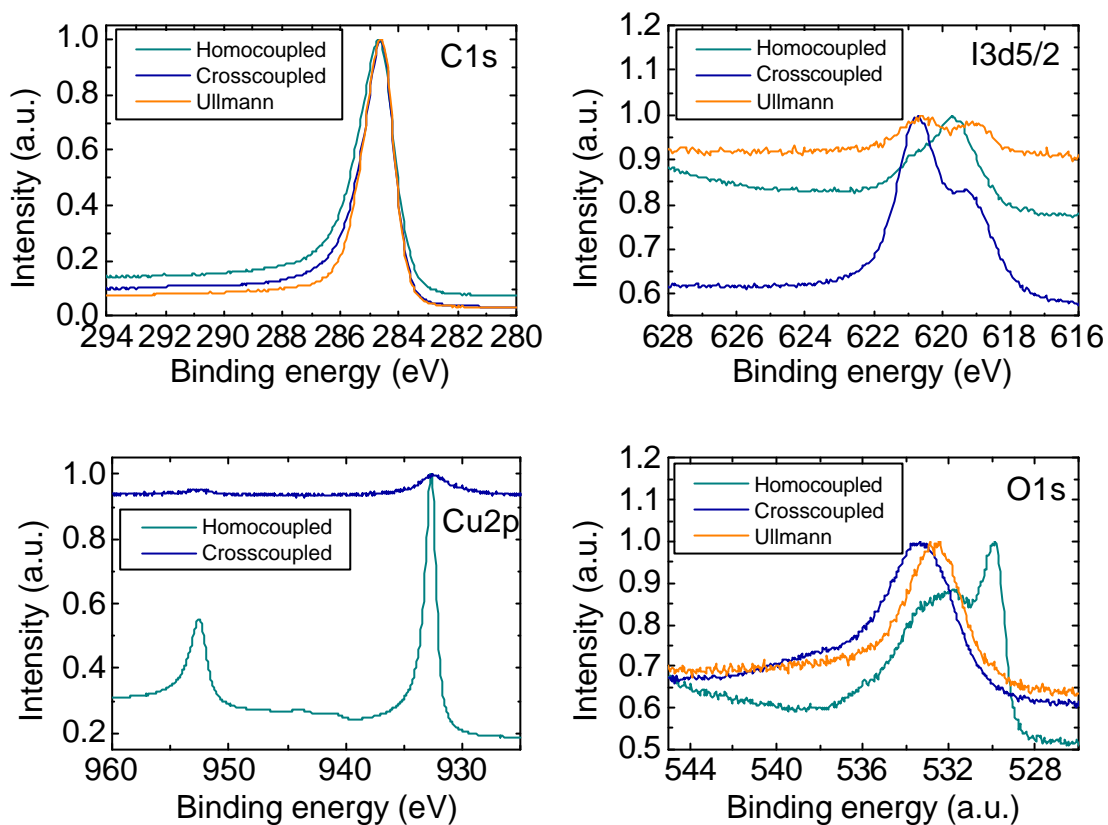 1.0
0.8
0.6
0.4
0.2
0.0
Intensity (a.u.)
Homocoupled
Crosscoupled
Ullmann
C1s
294 292 290 288 286 284 282 280
Binding energy (eV)
1.2
1.1
1.0
0.9
0.8
0.7
0.6
Intensity (a.u.)
Homocoupled
Crosscoupled
Ullmann
I3d5/2
628 626 624 622 620 618 616
Binding energy (eV)
1.0
0.8
0.6
0.4
0.2
Intensity (a.u.)
Homocoupled
Crosscoupled
Cu2p
960 950 940 930
Binding energy (eV)
1.2
1.1
1.0
0.9
0.8
0.7
0.6
0.5
Intensity (a.u.)
Homocoupled
Crosscoupled
Ullmann
O1s
544 540 536 532 528
Binding energy (a.u.)